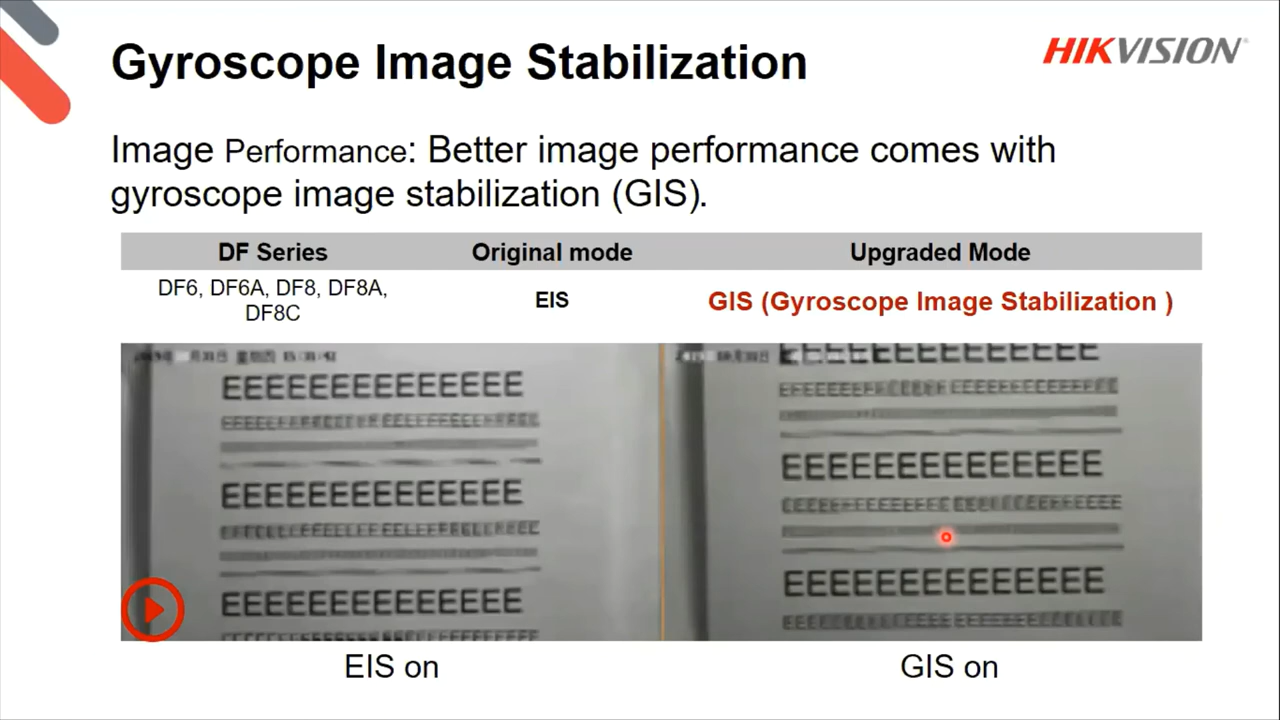 Gyroscope Image Stabilization
HIKVISION
Image Performance: Better image performance comes with
gyroscope image stabilization (GIS).
DF Series
Original mode
Upgraded Mode
DF6, DF6A, DF8, DF8A,
DF8C
EIS
GIS (Gyroscope Image Stabilization )
EEEEEEEEEEEEEE
EEEEEEEEEEEEEE
EEEEEEEEEEEEEE
EEEEEEEEEEEEEE
EEEEEEEEEEEEEE
EEEEEEEEEEEEEE
EIS on
GIS on